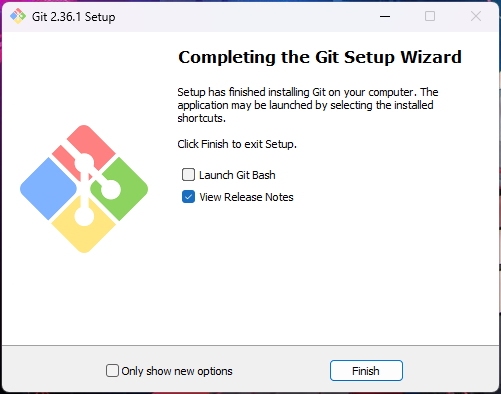 Git 2.36.1 Setup
Completing the Git Setup Wizard
Setup has finished installing Git on your computer. The
application may be launched by selecting the installed
shortcuts.
Click Finish to exit Setup.
Launch Git Bash
View Release Notes
Only show new options
Finish